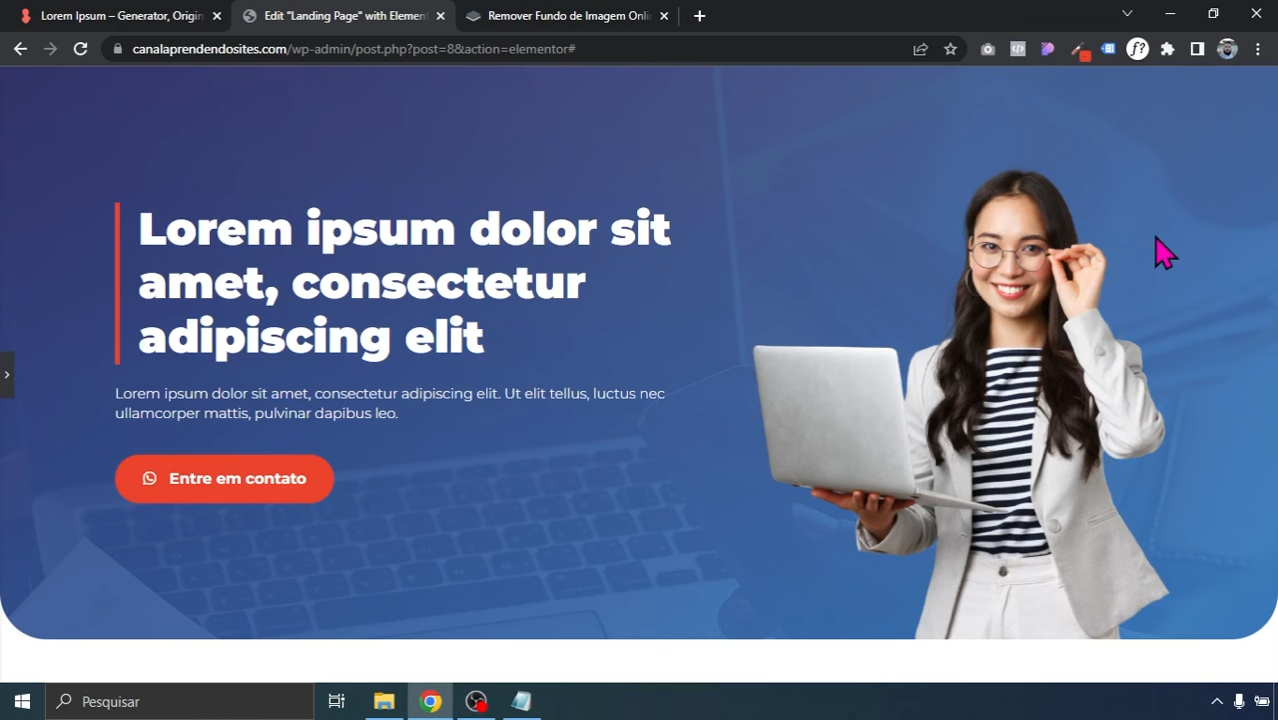 Lorem Ipsum – Generator, Origin
Edit "Landing Page" with Element
Remover Fundo de Imagem Onli
canalaprendendosites.com/wp-admin/post.php?post=8&action=elementor#
f?
Lorem ipsum dolor sit
amet, consectetur
adipiscing elit
Lorem ipsum dolor sit amet, consectetur adipiscing elit. Ut elit tellus, luctus nec
ullamcorper mattis, pulvinar dapibus leo.
Entre em contato
Pesquisar